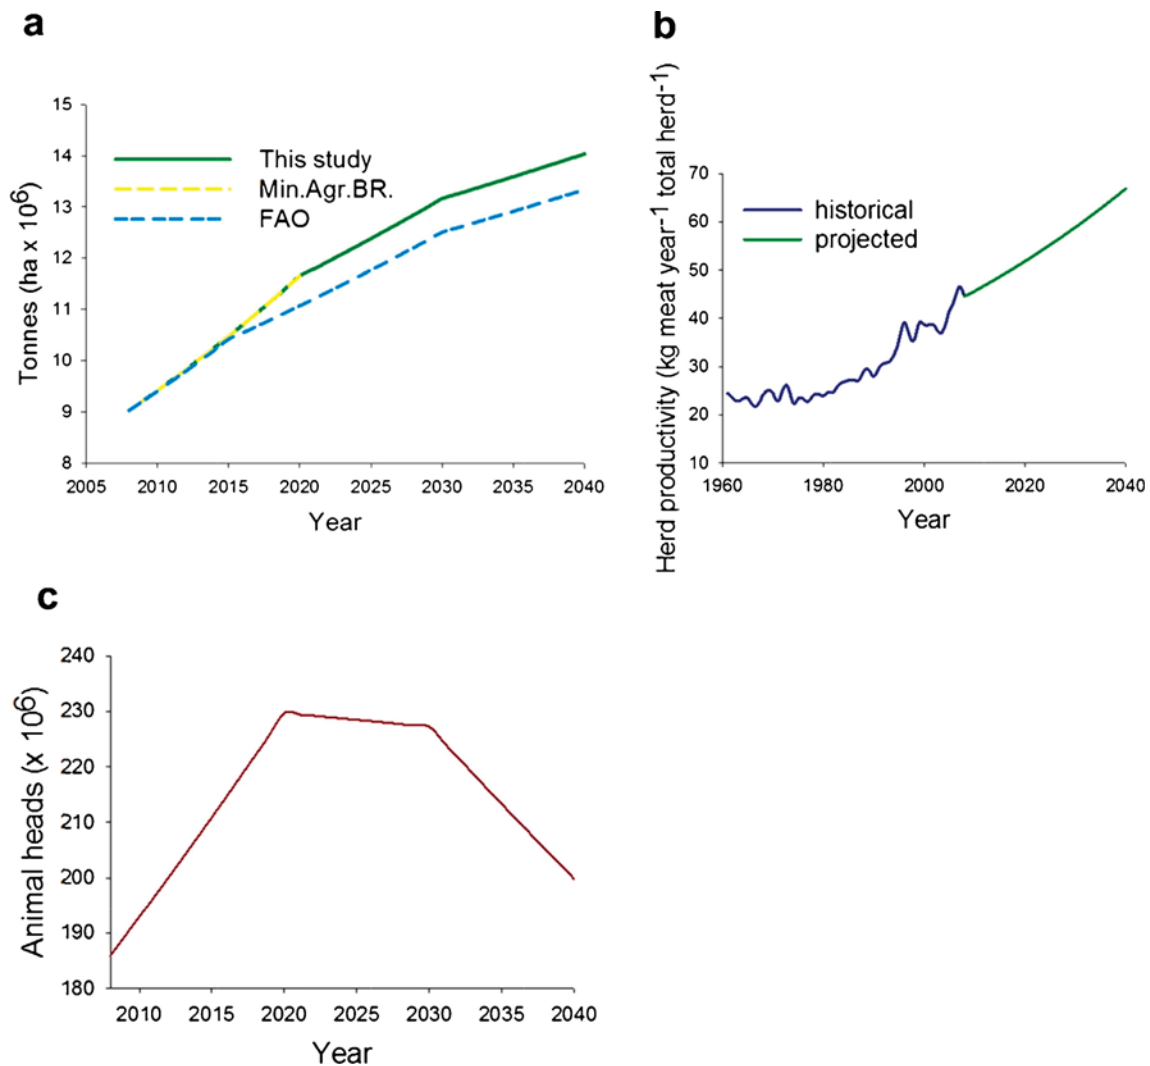 a
Tonnes (ha x 10⁶)
15
14
13
12
11
10
9
8
This study
Min.Agr.BR.
FAO
2005 2010 2015 2020 2025 2030 2035 2040
Year
b
Herd productivity (kg meat year⁻¹ total herd⁻¹)
70
60
50
40
30
20
10
historical
projected
1960 1980 2000 2020 2040
Year
c
Animal heads (x 10⁶)
240
230
220
210
200
190
180
2010 2015 2020 2025 2030 2035 2040
Year